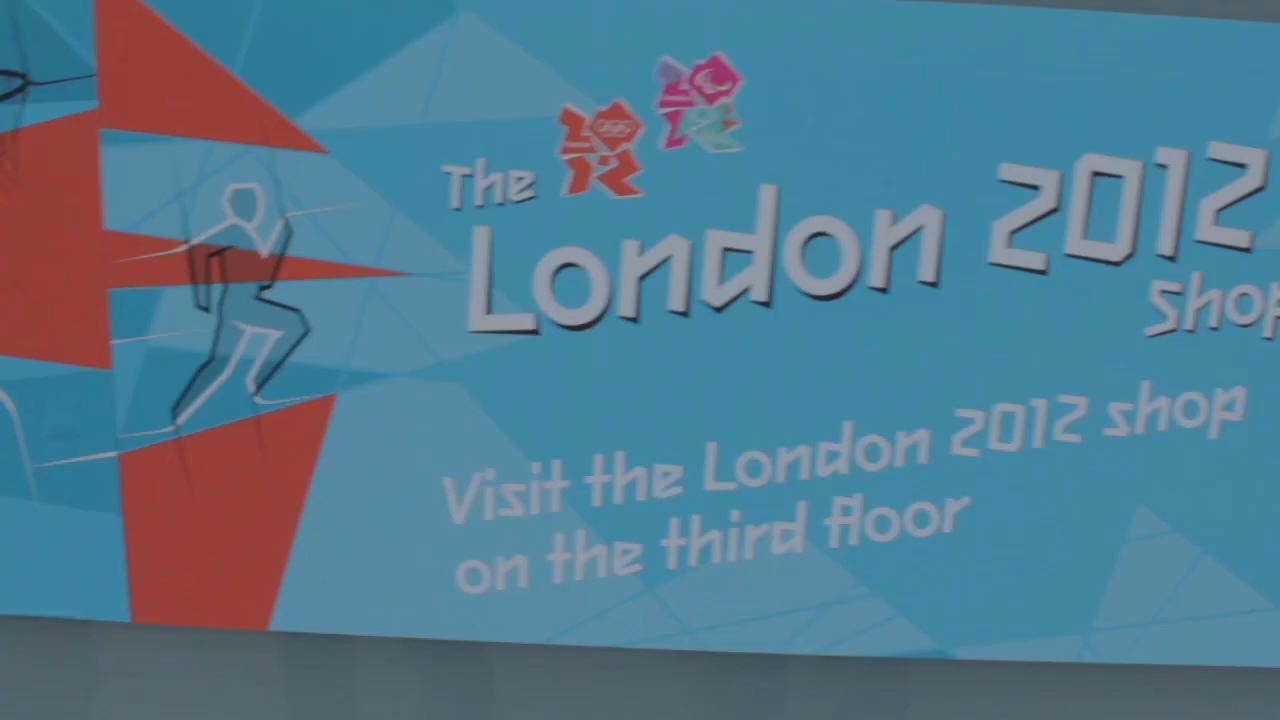 The
London 2012
shop
Visit the London 2012 shop
on the third floor